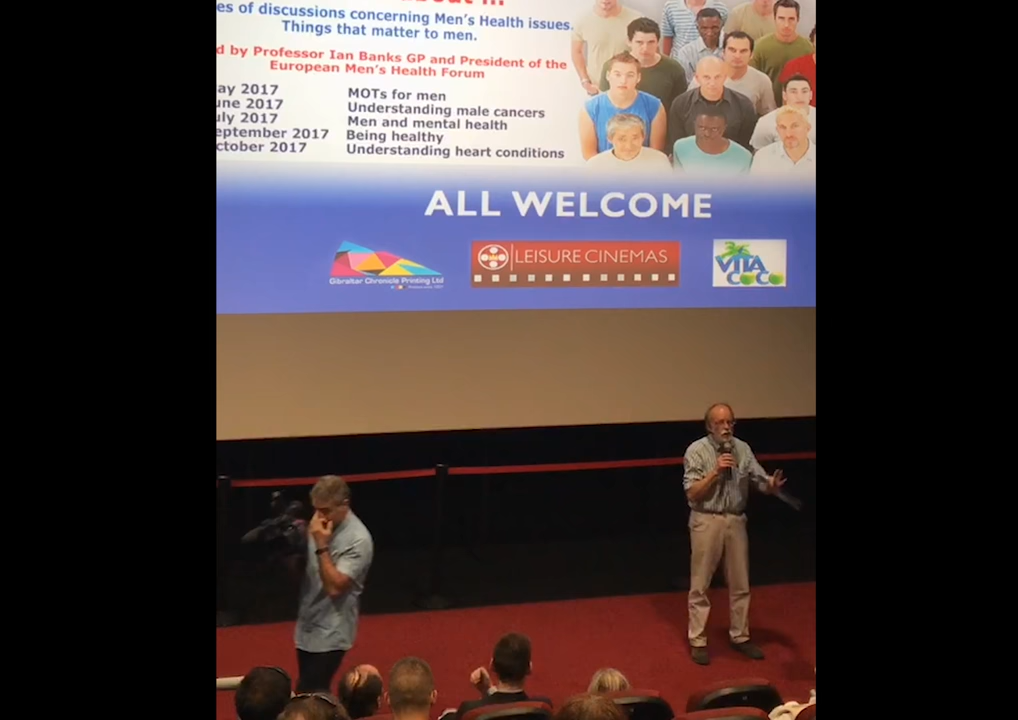 es of discussions concerning Men's Health issues.
Things that matter to men.
d by Professor Ian Banks GP and President of the
European Men's Health Forum
ay 2017 MOTs for men
une 2017 Understanding male cancers
uly 2017 Men and mental health
eptember 2017 Being healthy
ctober 2017 Understanding heart conditions
ALL WELCOME
Gibraltar Chronicle Printing Ltd
LEISURE CINEMAS
VITA
COCO